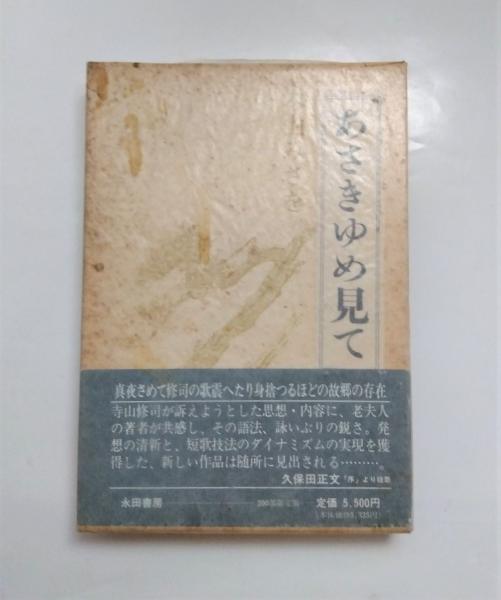 あさきゆめ見て
真夜さめて修司の歌震へたり身捨つるほどの故郷の存在
寺山修司が訴えようとした思想・内容に、老夫人
の著者が共感し、その語法、詠いぶりの鋭さ。発
想の清新と、短歌技法のダイナミズムの実現を獲
得した、新しい作品は随所に見出される………。
久保田正文「序」より抜粋
永田書房
定価 5,500円